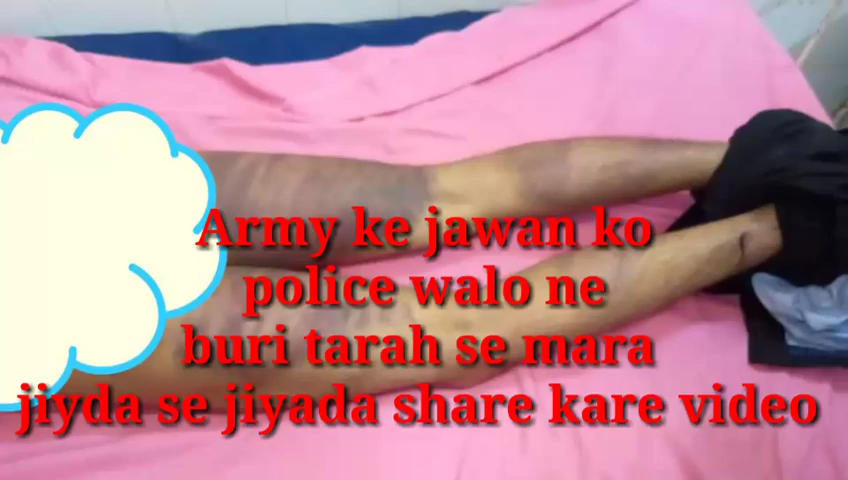 Army ke jawan ko
police walo ne
buri tarah se mara
jiyda se jiyada share kare video